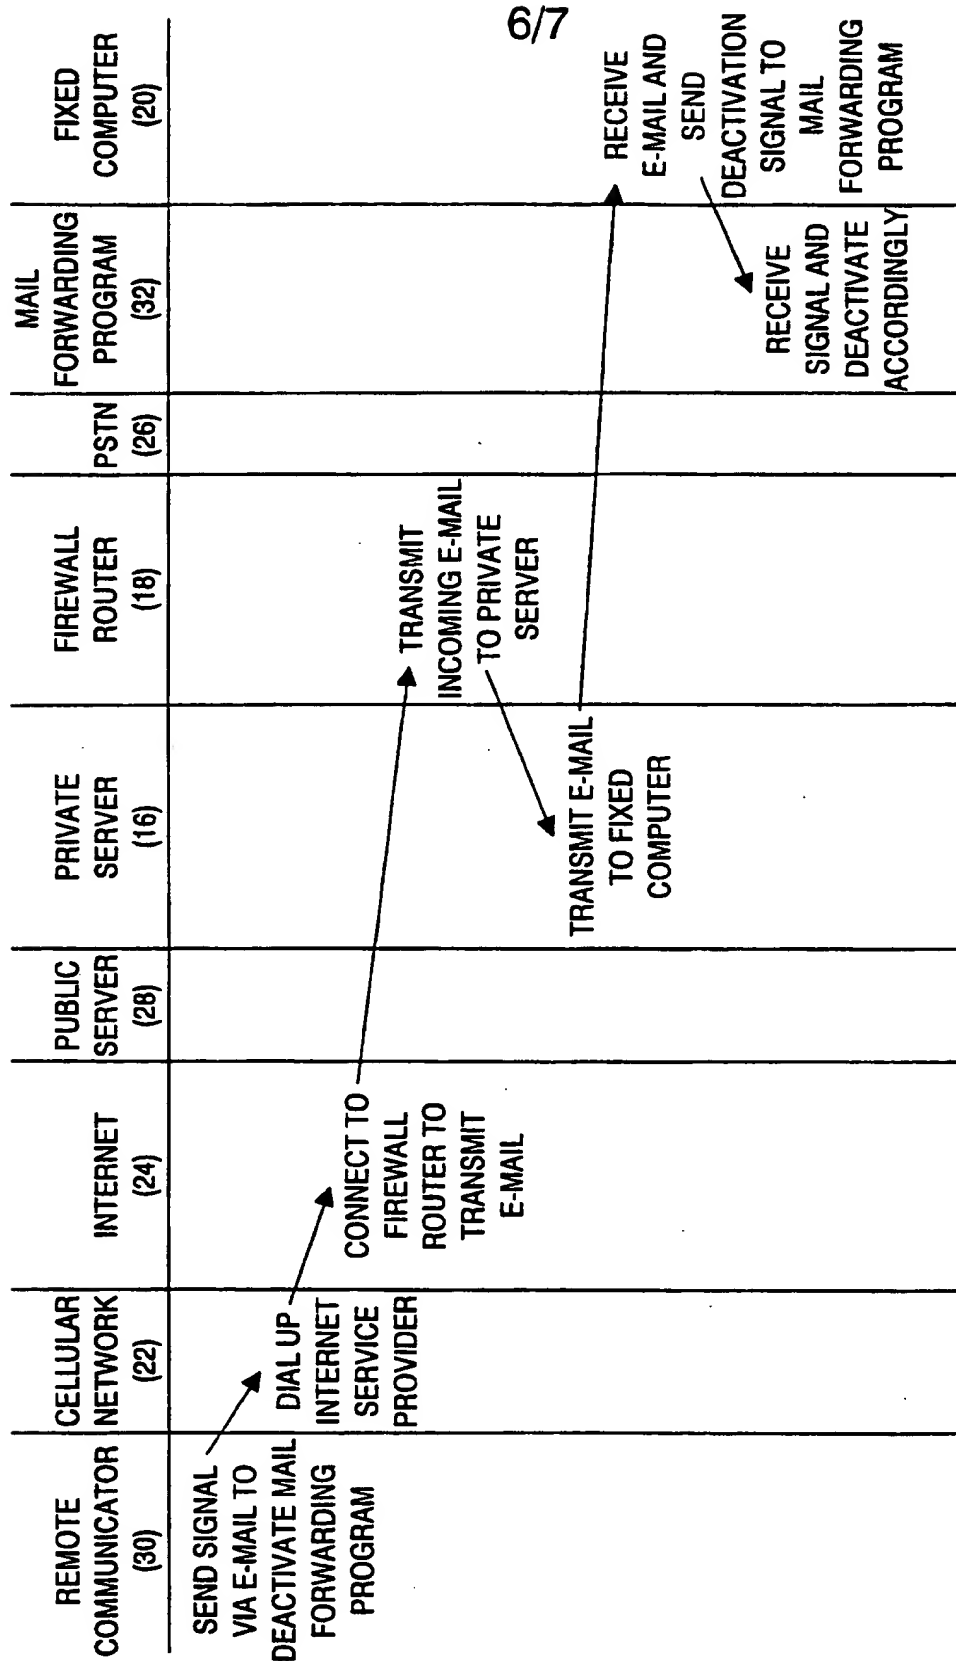 6/7
REMOTE
COMMUNICATOR
(30)
CELLULAR
NETWORK
(22)
INTERNET
(24)
PUBLIC
SERVER
(28)
PRIVATE
SERVER
(16)
FIREWALL
ROUTER
(18)
PSTN
(26)
MAIL
FORWARDING
PROGRAM
(32)
FIXED
COMPUTER
(20)
SEND SIGNAL
VIA E-MAIL TO
DEACTIVATE MAIL
FORWARDING
PROGRAM
DIAL UP
INTERNET
SERVICE
PROVIDER
CONNECT TO
FIREWALL
ROUTER TO
TRANSMIT
E-MAIL
TRANSMIT
INCOMING E-MAIL
TO PRIVATE
SERVER
TRANSMIT E-MAIL
TO FIXED
COMPUTER
RECEIVE
E-MAIL AND
SEND
DEACTIVATION
SIGNAL TO
MAIL
FORWARDING
PROGRAM
RECEIVE
SIGNAL AND
DEACTIVATE
ACCORDINGLY